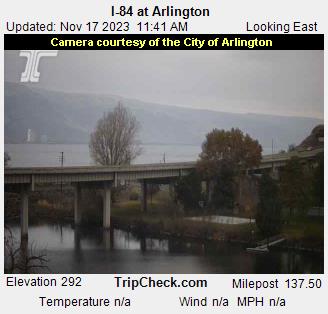 I-84 at Arlington
Updated: Nov 17 2023 11:41 AM Looking East
Camera courtesy of the City of Arlington
Elevation 292 TripCheck.com Milepost 137.50
Temperature n/a Wind n/a MPH n/a